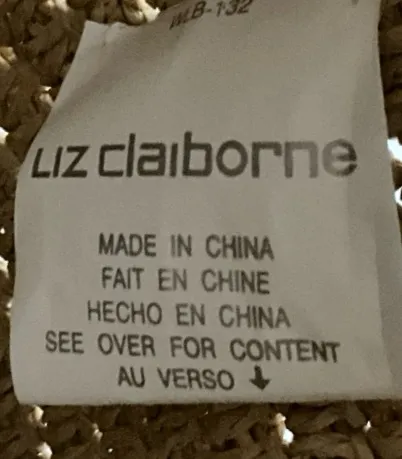 WLB-132
LIZ claiborne
MADE IN CHINA
FAIT EN CHINE
HECHO EN CHINA
SEE OVER FOR CONTENT
AU VERSO ↓